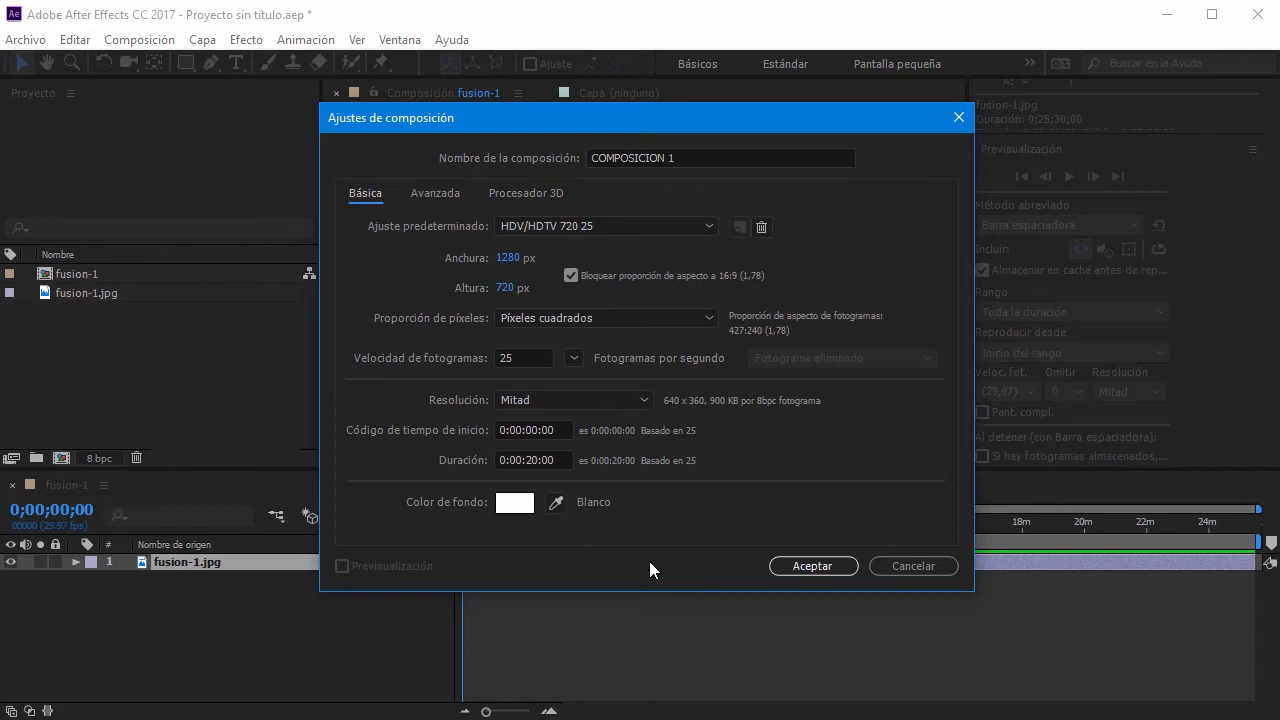 Adobe After Effects CC 2017 - Proyecto sin título.aep *
Archivo Editar Composición Capa Efecto Animación Ver Ventana Ayuda
Ajuste Básicos Estándar Pantalla pequeña Buscar en la Ayuda
Proyecto
Composición fusion-1 Capa (ninguno)
fusion-1.jpg
Duración: 0;25;30;00
Ajustes de composición
Nombre de la composición: COMPOSICION 1
Básica Avanzada Procesador 3D
Ajuste predeterminado: HDV/HDTV 720 25
Anchura: 1280 px
Bloquear proporción de aspecto a 16:9 (1,78)
Altura: 720 px
Proporción de píxeles: Píxeles cuadrados
Proporción de aspecto de fotogramas:
427:240 (1,78)
Velocidad de fotogramas: 25 Fotogramas por segundo Fotograma eliminado
Resolución: Mitad 640 x 360, 900 KB por 8bpc fotograma
Código de tiempo de inicio: 0:00:00:00 es 0:00:00:00 Basado en 25
Duración: 0:00:20:00 es 0:00:20:00 Basado en 25
Color de fondo: Blanco
Previsualización Aceptar Cancelar
Nombre
fusion-1
fusion-1.jpg
8 bpc
Previsualización
Método abreviado
Barra espaciadora
Incluir:
Almacenar en caché antes de rep...
Rango
Toda la duración
Reproducir desde
Inicio del rango
Veloc. fot. Omitir Resolución
(29,97) 0 Mitad
Pant. compl.
Al detener (con Barra espaciadora):
Si hay fotogramas almacenados,...
fusion-1
0;00;00;00
00000 (29.97 fps)
# Nombre de origen
1 fusion-1.jpg
18m 20m 22m 24m